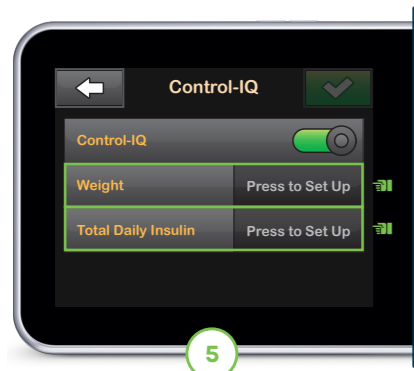 Control-IQ
Control-IQ
Weight Press to Set Up
Total Daily Insulin Press to Set Up
5